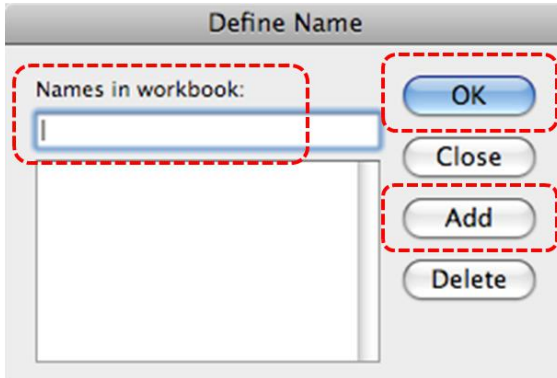 Define Name
Names in workbook:
OK
Close
Add
Delete